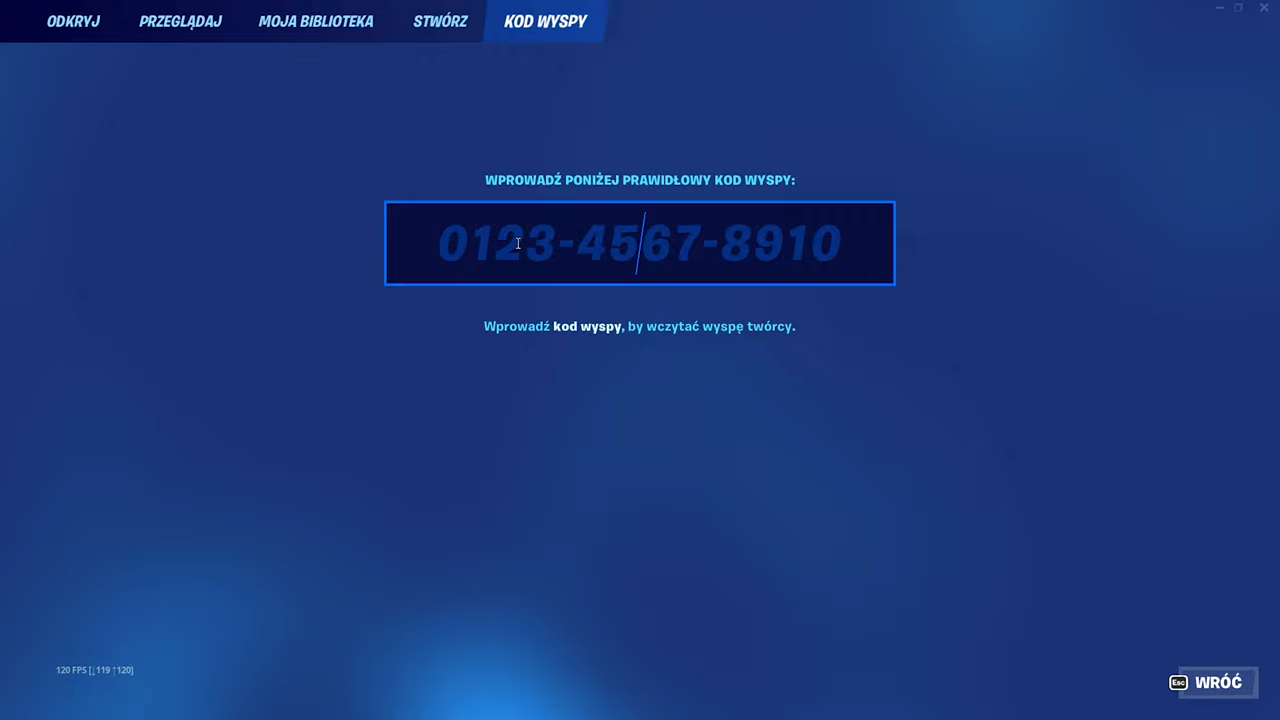 ODKRYJ PRZEGLĄDAJ MOJA BIBLIOTEKA STWÓRZ KOD WYSPY
WPROWADŹ PONIŻEJ PRAWIDŁOWY KOD WYSPY:
0123-4567-8910
Wprowadź kod wyspy, by wczytać wyspę twórcy.
120 FPS [↓119 ↑120]
Esc WRÓĆ